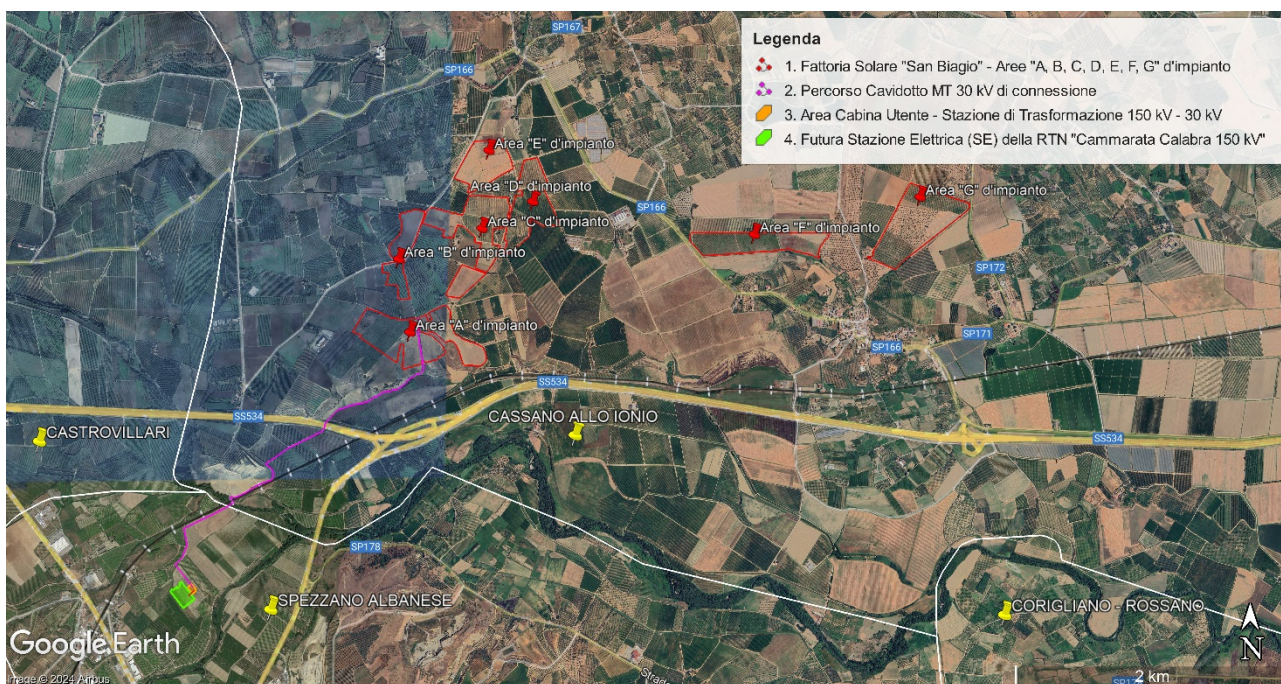 Legenda
1. Fattoria Solare "San Biagio" - Aree "A, B, C, D, E, F, G" d'impianto
2. Percorso Cavidotto MT 30 kV di connessione
3. Area Cabina Utente - Stazione di Trasformazione 150 kV - 30 kV
4. Futura Stazione Elettrica (SE) della RTN "Cammarata Calabra 150 kV"
SP167
SP166
Area "E" d'impianto
Area "D" d'impianto
Area "G" d'impianto
SP166
Area "C" d'impianto
Area "F" d'impianto
Area "B" d'impianto
SP172
Area "A" d'impianto
SP171
SP166
SS534
SS534
CASTROVILLARI
CASSANO ALLO IONIO
SS534
SP178
SPEZZANO ALBANESE
CORIGLIANO - ROSSANO
Google Earth
N
Image © 2024 Airbus
2 km